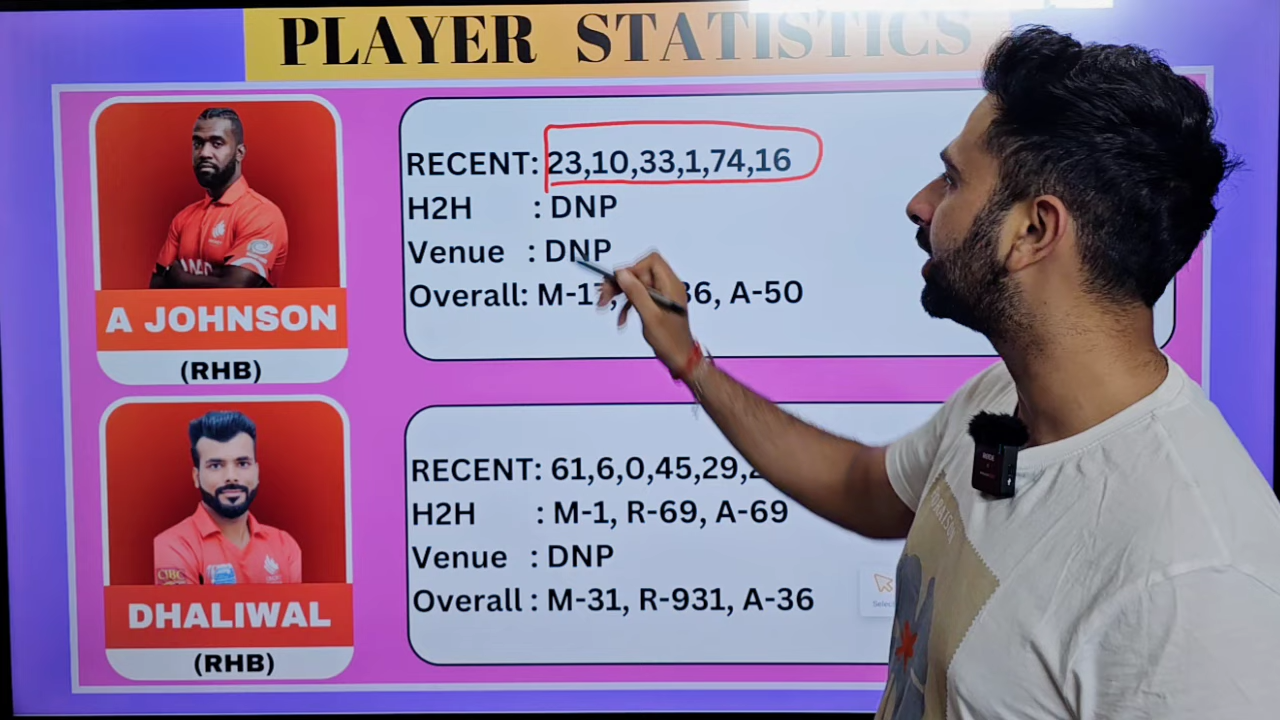 PLAYER STATISTICS
RECENT: 23,10,33,1,74,16
H2H : DNP
Venue : DNP
Overall: M-17, 36, A-50
A JOHNSON
(RHB)
RECENT: 61,6,0,45,29,
H2H : M-1, R-69, A-69
Venue : DNP
Overall : M-31, R-931, A-36
DHALIWAL
(RHB)